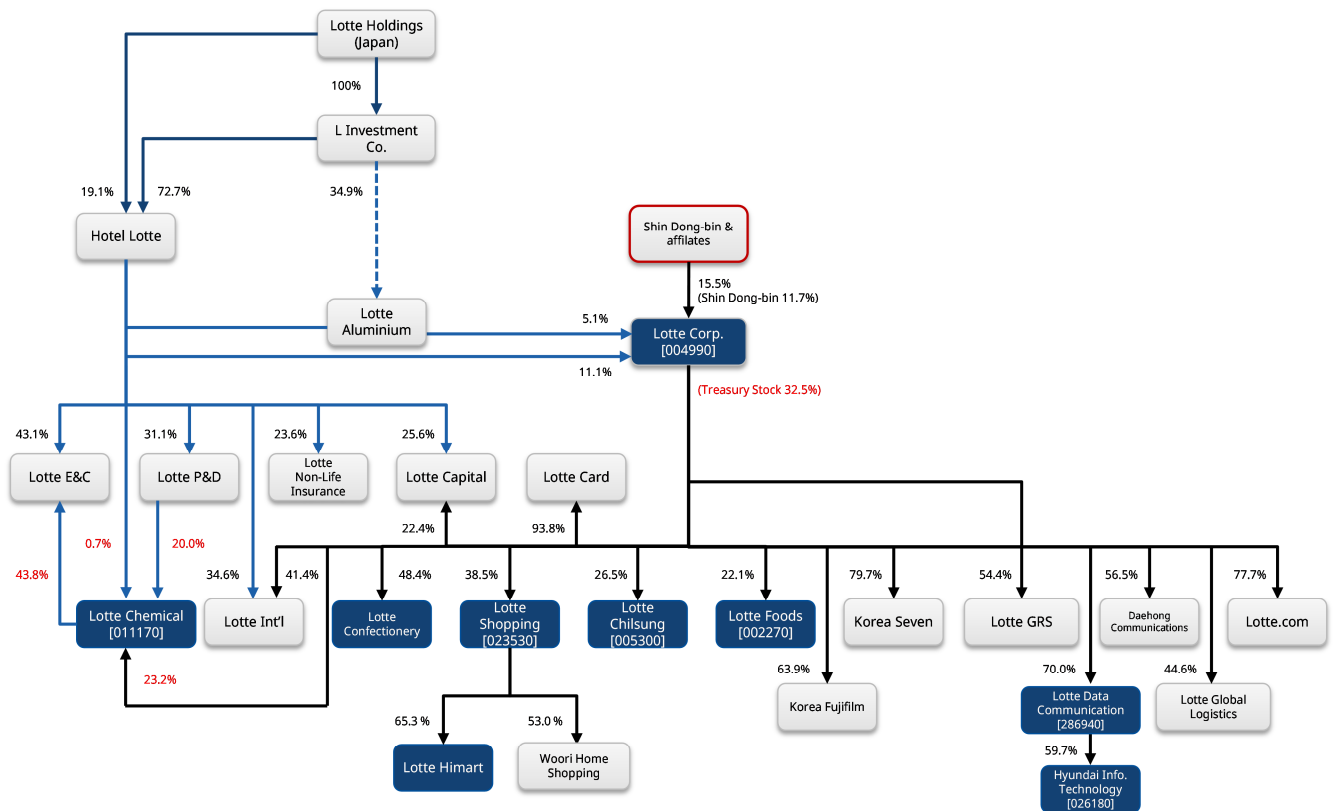 Lotte Holdings
(Japan)
100%
L Investment
Co.
19.1%
72.7%
34.9%
Hotel Lotte
Shin Dong-bin &
affilates
15.5%
(Shin Dong-bin 11.7%)
Lotte
Aluminium
5.1%
Lotte Corp.
[004990]
11.1%
(Treasury Stock 32.5%)
43.1%
31.1%
23.6%
25.6%
Lotte E&C
Lotte P&D
Lotte
Non-Life
Insurance
Lotte Capital
Lotte Card
22.4%
93.8%
0.7%
20.0%
43.8%
34.6%
41.4%
48.4%
38.5%
26.5%
22.1%
79.7%
54.4%
56.5%
77.7%
Lotte Chemical
[011170]
Lotte Int'l
Lotte
Confectionery
Lotte
Shopping
[023530]
Lotte
Chilsung
[005300]
Lotte Foods
[002270]
Korea Seven
Lotte GRS
Daehong
Communications
Lotte.com
23.2%
63.9%
70.0%
44.6%
Korea Fujifilm
Lotte Data
Communication
[286940]
Lotte Global
Logistics
65.3 %
53.0 %
59.7%
Lotte Himart
Woori Home
Shopping
Hyundai Info.
Technology
[026180]